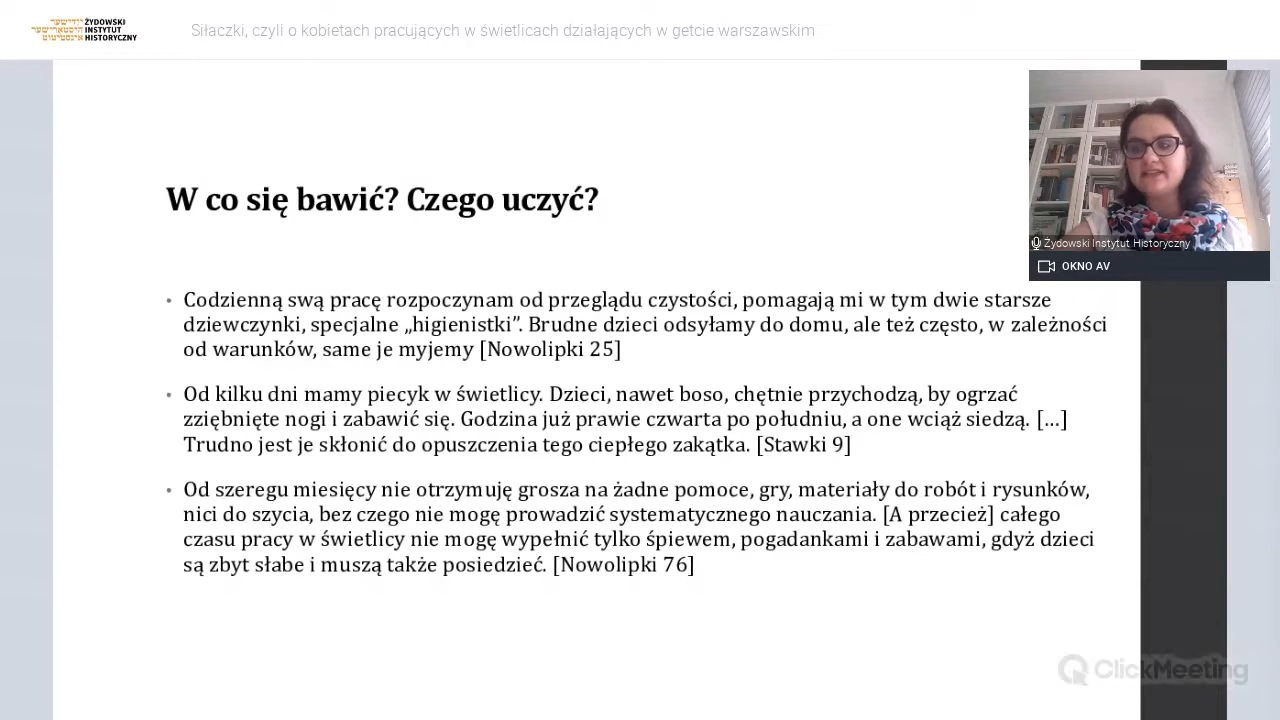 ייִדישער
היסטאָרישער
אינסטיטוט
ŻYDOWSKI
INSTYTUT
HISTORYCZNY
Siłaczki, czyli o kobietach pracujących w świetlicach działających w getcie warszawskim
W co się bawić? Czego uczyć?
Żydowski Instytut Historyczny
OKNO AV
• Codzienną swą pracę rozpoczynam od przeglądu czystości, pomagają mi w tym dwie starsze
dziewczynki, specjalne „higienistki”. Brudne dzieci odsyłamy do domu, ale też często, w zależności
od warunków, same je myjemy [Nowolipki 25]
• Od kilku dni mamy piecyk w świetlicy. Dzieci, nawet boso, chętnie przychodzą, by ogrzać
zziębnięte nogi i zabawić się. Godzina już prawie czwarta po południu, a one wciąż siedzą. […]
Trudno jest je skłonić do opuszczenia tego ciepłego zakątka. [Stawki 9]
• Od szeregu miesięcy nie otrzymuję grosza na żadne pomoce, gry, materiały do robót i rysunków,
nici do szycia, bez czego nie mogę prowadzić systematycznego nauczania. [A przecież] całego
czasu pracy w świetlicy nie mogę wypełnić tylko śpiewem, pogadankami i zabawami, gdyż dzieci
są zbyt słabe i muszą także posiedzieć. [Nowolipki 76]
ClickMeeting